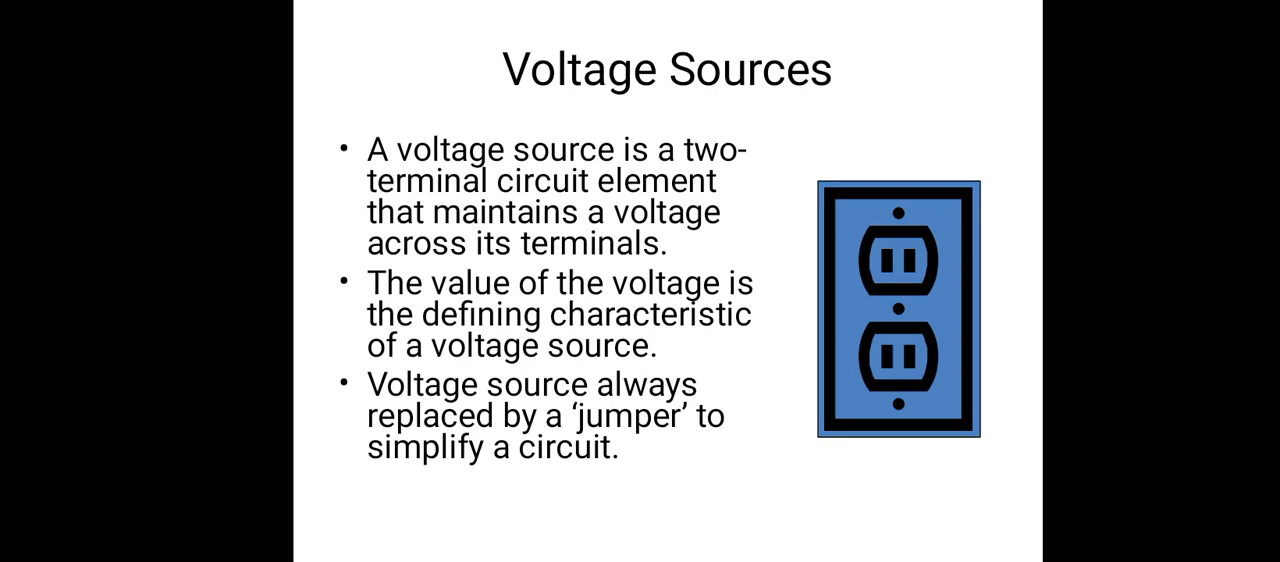 Voltage Sources
• A voltage source is a two-
terminal circuit element
that maintains a voltage
across its terminals.
• The value of the voltage is
the defining characteristic
of a voltage source.
• Voltage source always
replaced by a ‘jumper’ to
simplify a circuit.